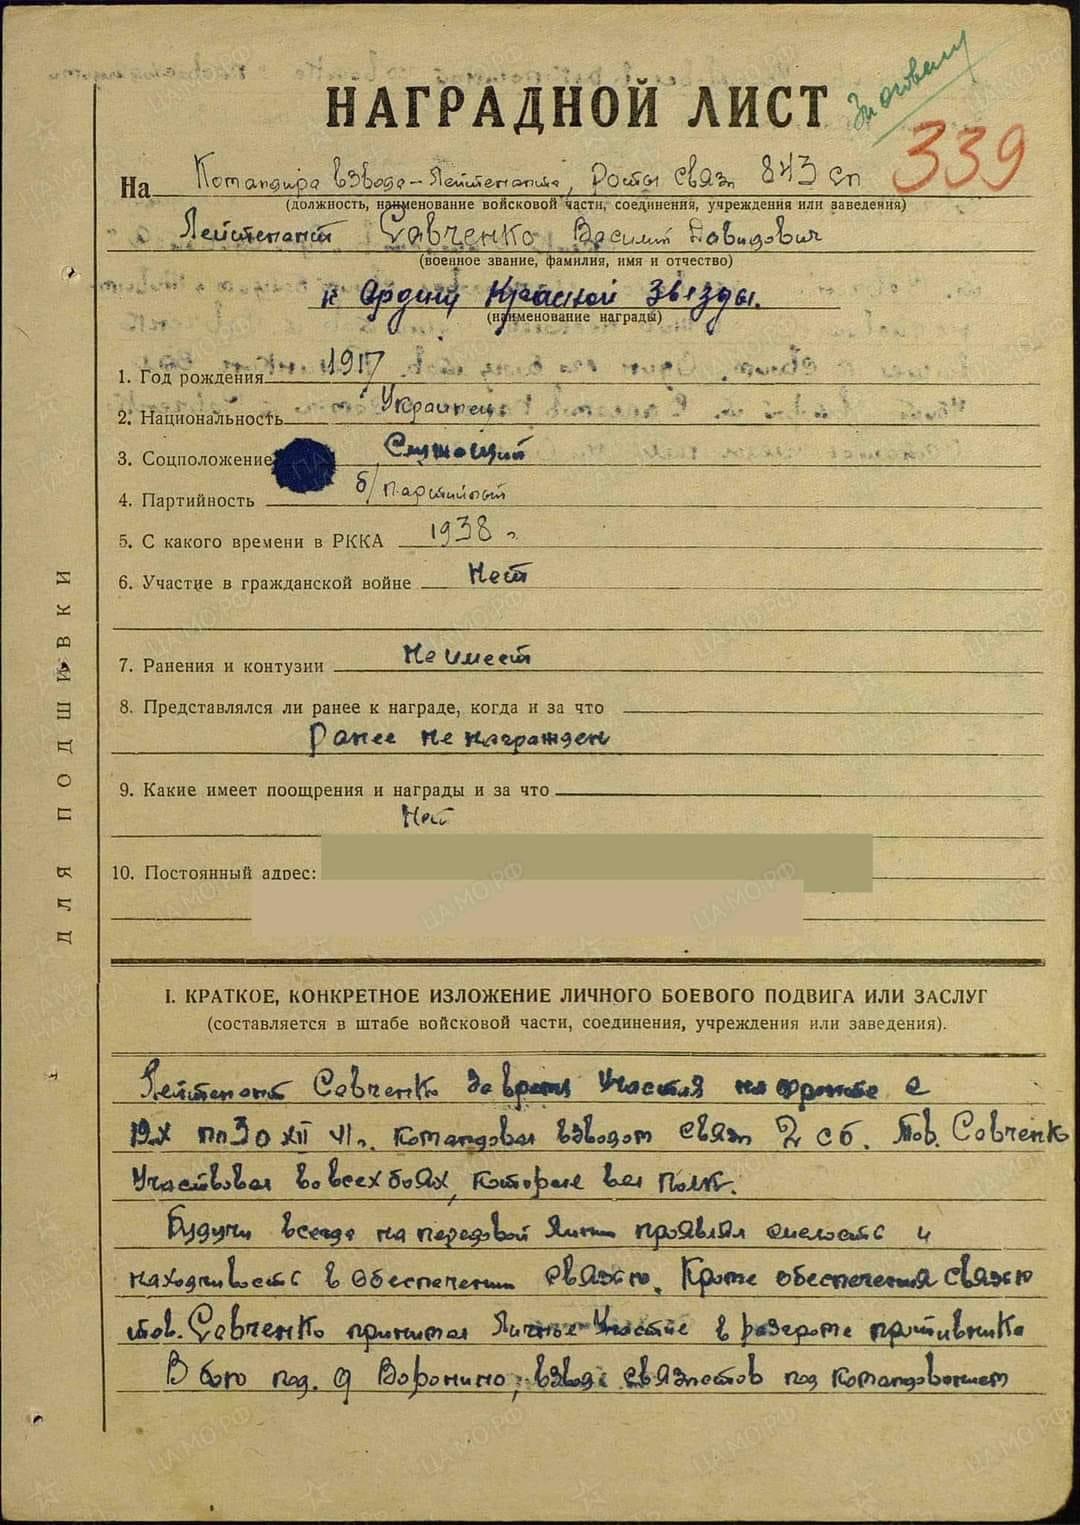 НАГРАДНОЙ ЛИСТ
339
На Командира взвода – Лейтенанта, роты связи 843 сп
(должность, наименование войсковой части, соединения, учреждения или заведения)
Лейтенант Савченко Василий Давидович
(военное звание, фамилия, имя и отчество)
к Ордену Красной Звезды.
(наименование награды)
1. Год рождения 1917
2. Национальность Украинец
3. Соцположение Служащий
4. Партийность б/партийный
5. С какого времени в РККА 1938 г.
6. Участие в гражданской войне Нет
7. Ранения и контузии Не имеет
8. Представлялся ли ранее к награде, когда и за что
Ранее не награжден
9. Какие имеет поощрения и награды и за что
Нет
10. Постоянный адрес:
ДЛЯ ПОДШИВКИ
I. КРАТКОЕ, КОНКРЕТНОЕ ИЗЛОЖЕНИЕ ЛИЧНОГО БОЕВОГО ПОДВИГА ИЛИ ЗАСЛУГ
(составляется в штабе войсковой части, соединения, учреждения или заведения).
Лейтенант Савченко за время участия на фронте с
19.X по 30 XII 41 г. командовал взводом связи 2 сб. Тов. Савченко
участвовал во всех боях, которые вел полк.
Будучи всегда на передовой линии проявлял смелость и
находчивость в обеспечении связью. Кроме обеспечения связью
тов. Савченко принимал личное участие в разгроме противника
В бою под. д Воронино, взвод связистов под командованием